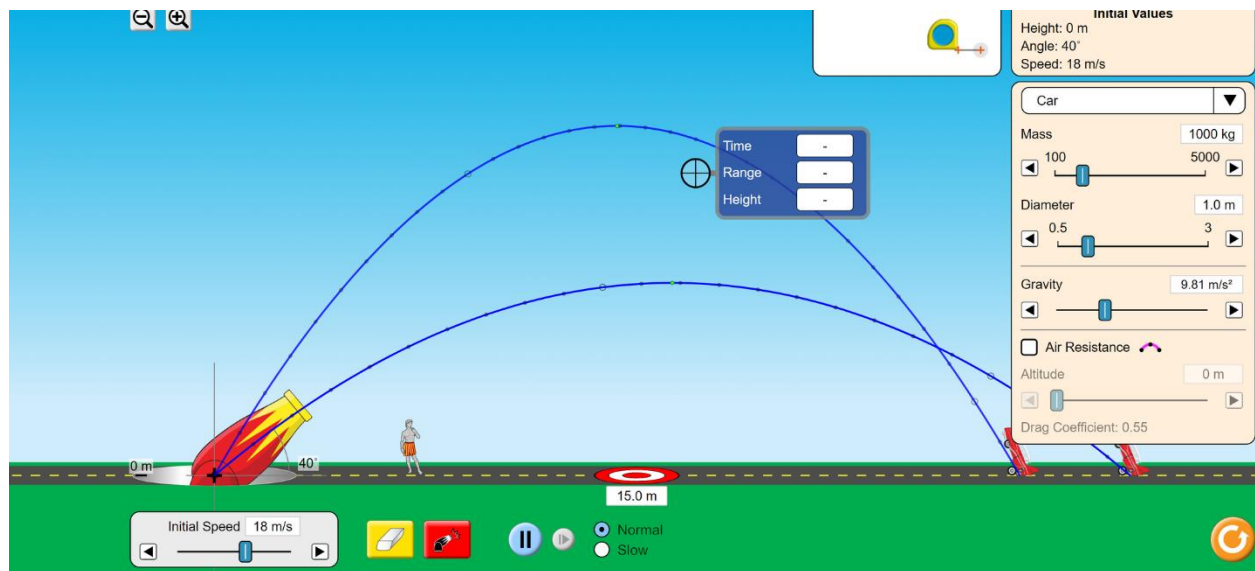 Initial Values
Height: 0 m
Angle: 40°
Speed: 18 m/s
Car
Mass 1000 kg
100 5000
Diameter 1.0 m
0.5 3
Gravity 9.81 m/s²
Air Resistance
Altitude 0 m
Drag Coefficient: 0.55
Time -
Range -
Height -
0 m
40°
15.0 m
Initial Speed 18 m/s
Normal
Slow